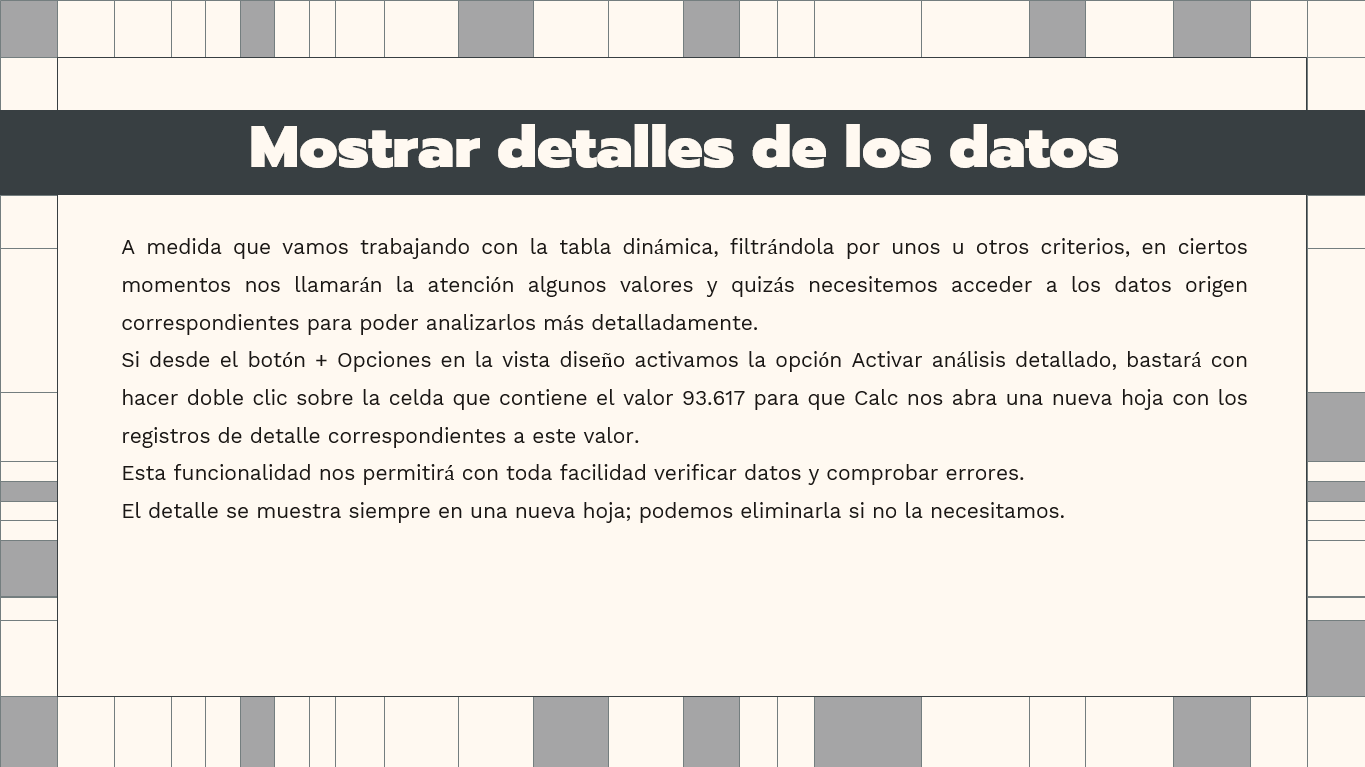 Mostrar detalles de los datos
A medida que vamos trabajando con la tabla dinámica, filtrándola por unos u otros criterios, en ciertos
momentos nos llamarán la atención algunos valores y quizás necesitemos acceder a los datos origen
correspondientes para poder analizarlos más detalladamente.
Si desde el botón + Opciones en la vista diseño activamos la opción Activar análisis detallado, bastará con
hacer doble clic sobre la celda que contiene el valor 93.617 para que Calc nos abra una nueva hoja con los
registros de detalle correspondientes a este valor.
Esta funcionalidad nos permitirá con toda facilidad verificar datos y comprobar errores.
El detalle se muestra siempre en una nueva hoja; podemos eliminarla si no la necesitamos.